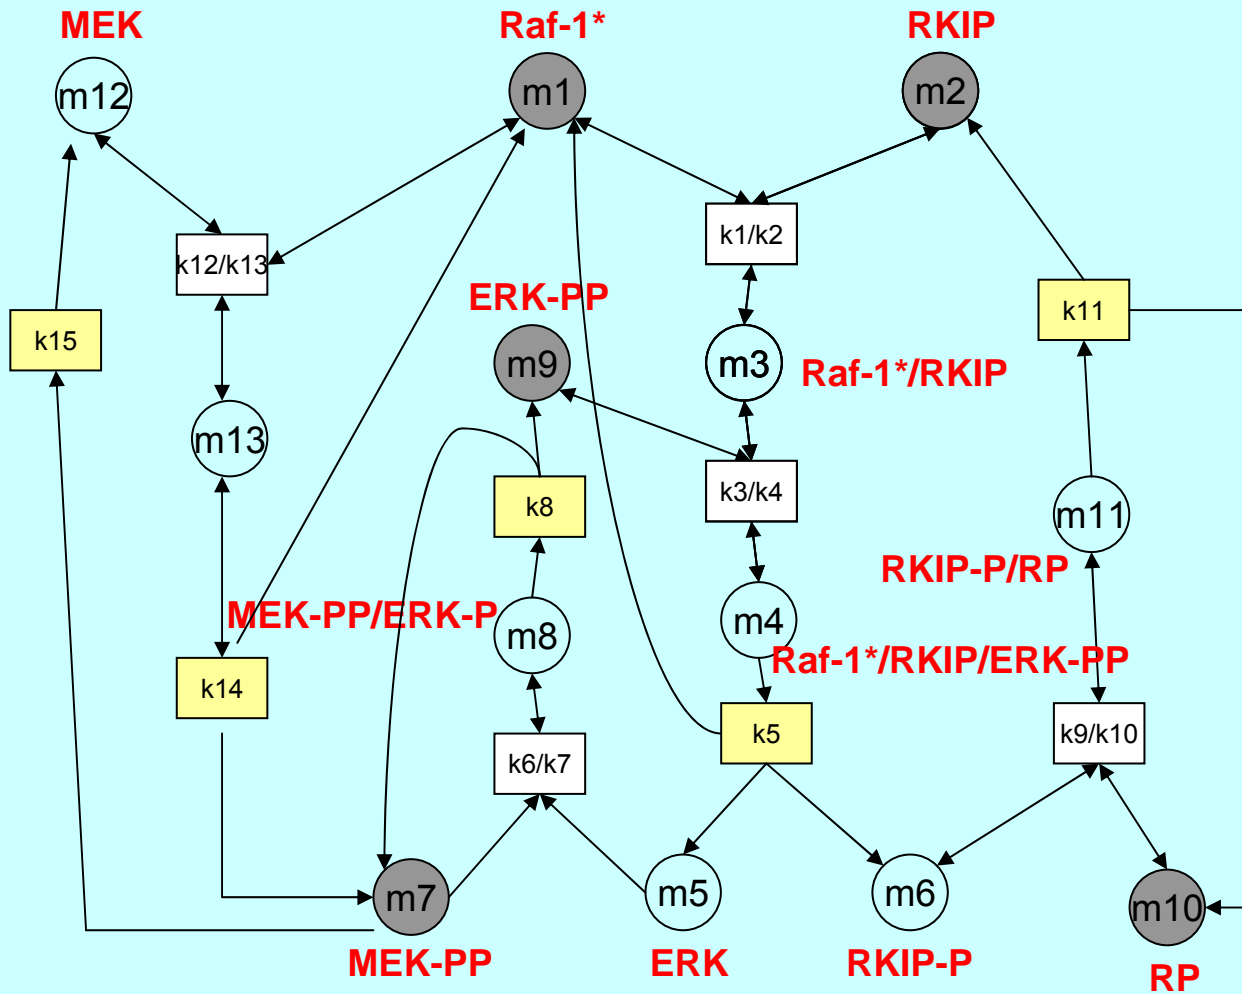 MEK
Raf-1*
RKIP
m12
m1
m2
k12/k13
k1/k2
ERK-PP
k15
k11
m9
m3
Raf-1*/RKIP
m13
k8
k3/k4
m11
RKIP-P/RP
MEK-PP/ERK-P
m8
m4
Raf-1*/RKIP/ERK-PP
k14
k5
k9/k10
k6/k7
m7
m5
m6
m10
MEK-PP
ERK
RKIP-P
RP